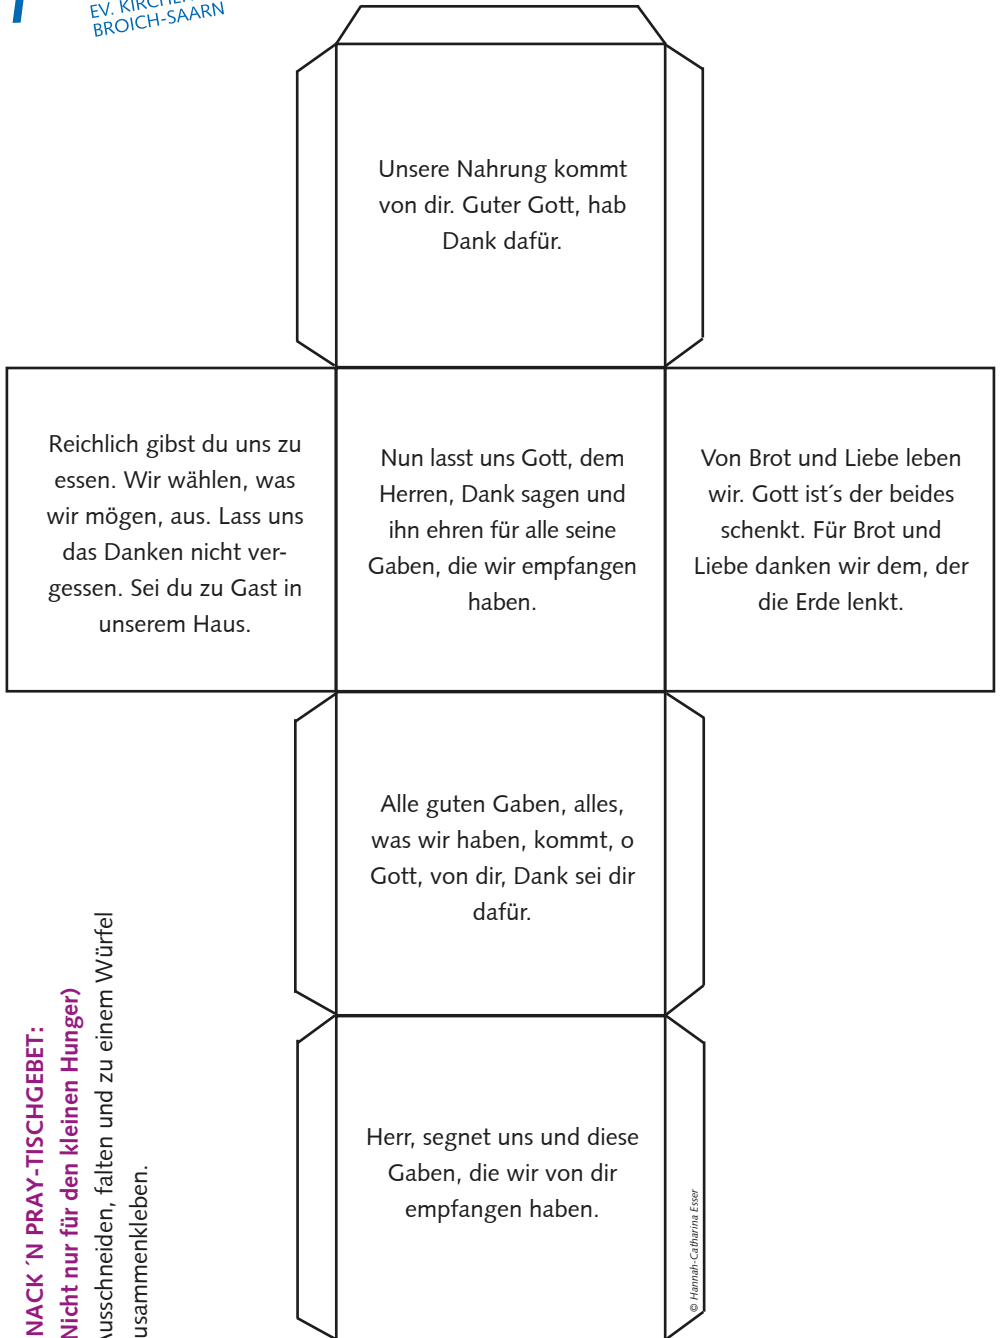 EV.
BROICH-SAARN
Unsere Nahrung kommt
von dir. Guter Gott, hab
Dank dafür.
Reichlich gibst du uns zu
essen. Wir wählen, was
wir mögen, aus. Lass uns
das Danken nicht ver-
gessen. Sei du zu Gast in
unserem Haus.
Nun lasst uns Gott, dem
Herren, Dank sagen und
ihn ehren für alle seine
Gaben, die wir empfangen
haben.
Von Brot und Liebe leben
wir. Gott ist´s der beides
schenkt. Für Brot und
Liebe danken wir dem, der
die Erde lenkt.
Alle guten Gaben, alles,
was wir haben, kommt, o
Gott, von dir, Dank sei dir
dafür.
Herr, segnet uns und diese
Gaben, die wir von dir
empfangen haben.
© Hannah-Catharina Esser
NACK ´N PRAY-TISCHGEBET:
Nicht nur für den kleinen Hunger)
Ausschneiden, falten und zu einem Würfel
usammenkleben.